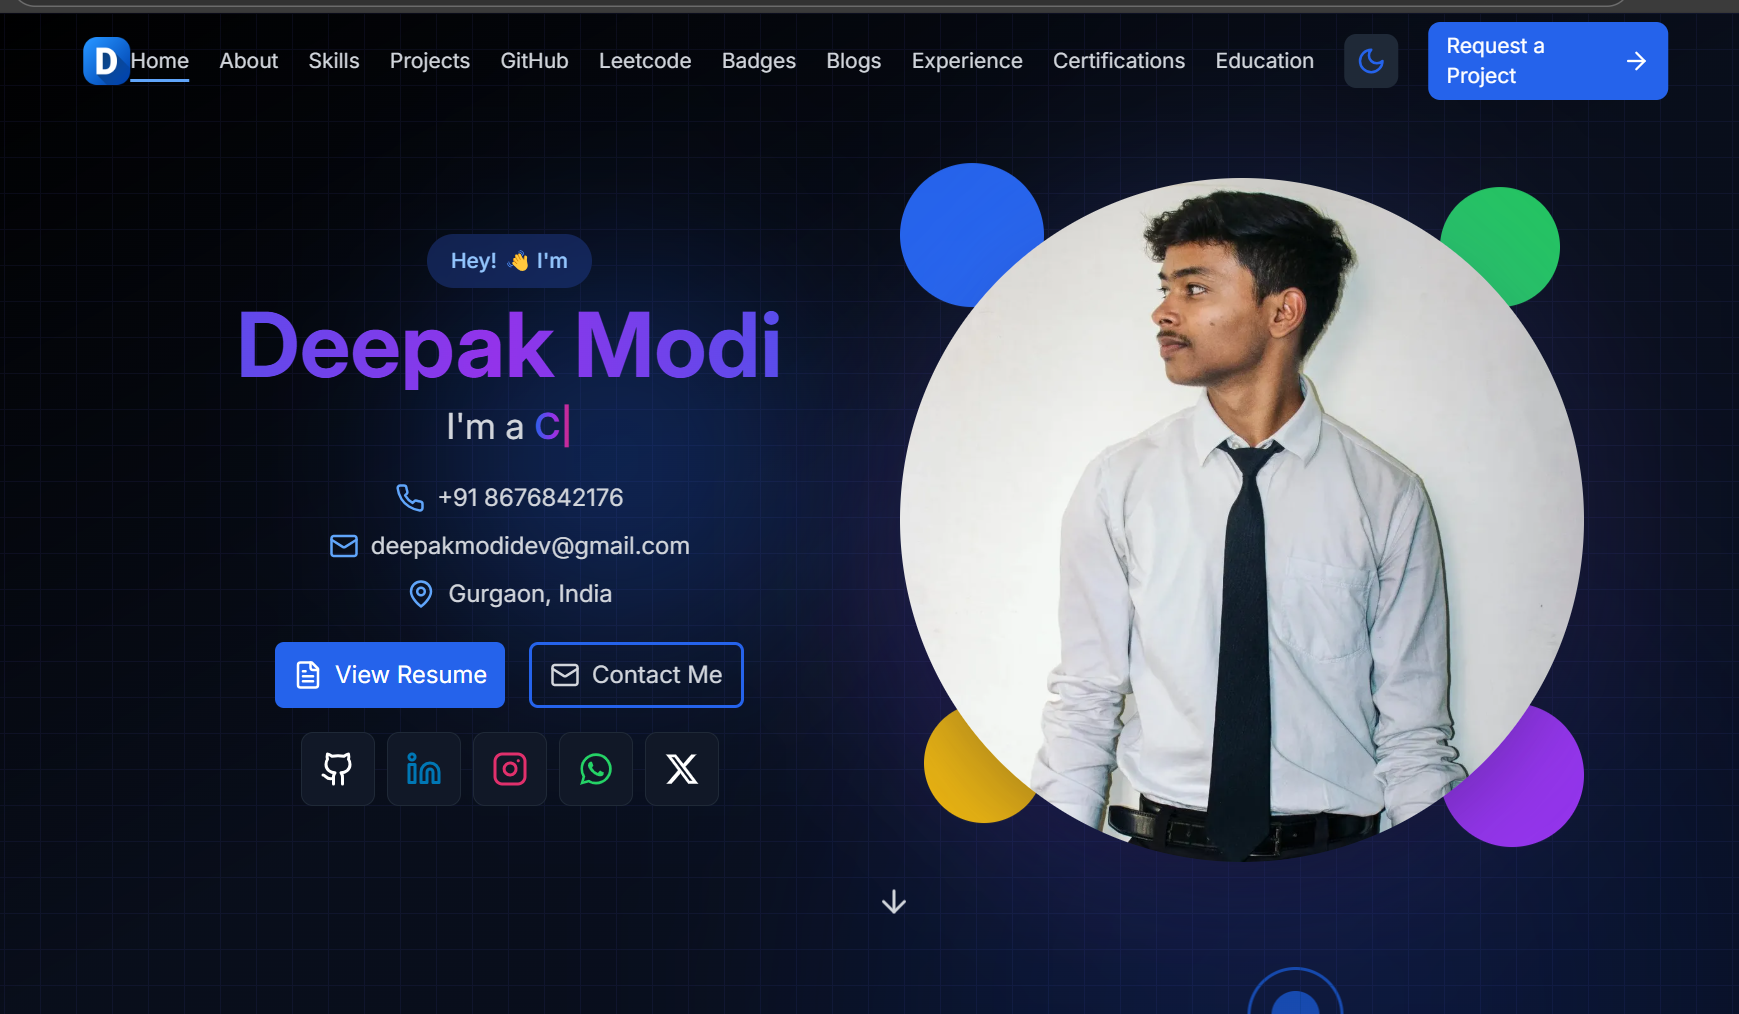 D Home About Skills Projects GitHub Leetcode Badges Blogs Experience Certifications Education
Request a
Project
Hey! 👋 I'm
Deepak Modi
I'm a C
+91 8676842176
deepakmodidev@gmail.com
Gurgaon, India
View Resume Contact Me